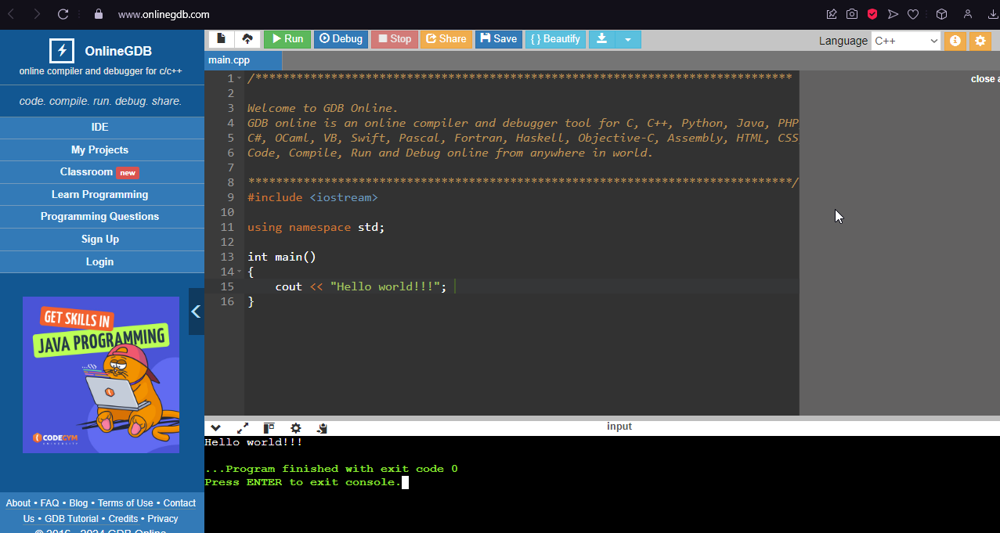 www.onlinegdb.com
OnlineGDB
online compiler and debugger for c/c++
code. compile. run. debug. share.
IDE
My Projects
Classroom new
Learn Programming
Programming Questions
Sign Up
Login
GET SKILLS IN
JAVA PROGRAMMING
CODEGYM
UNIVERSITY
About • FAQ • Blog • Terms of Use • Contact
Us • GDB Tutorial • Credits • Privacy
© 2016 - 2024 GDB Online
Run Debug Stop Share Save { } Beautify
Language C++
main.cpp
close a
1 /******************************************************************************
2
3 Welcome to GDB Online.
4 GDB online is an online compiler and debugger tool for C, C++, Python, Java, PHP
5 C#, OCaml, VB, Swift, Pascal, Fortran, Haskell, Objective-C, Assembly, HTML, CSS
6 Code, Compile, Run and Debug online from anywhere in world.
7
8 *******************************************************************************/
9 #include <iostream>
10
11 using namespace std;
12
13 int main()
14 {
15     cout << "Hello world!!!";
16 }
input
Hello world!!!
...Program finished with exit code 0
Press ENTER to exit console.